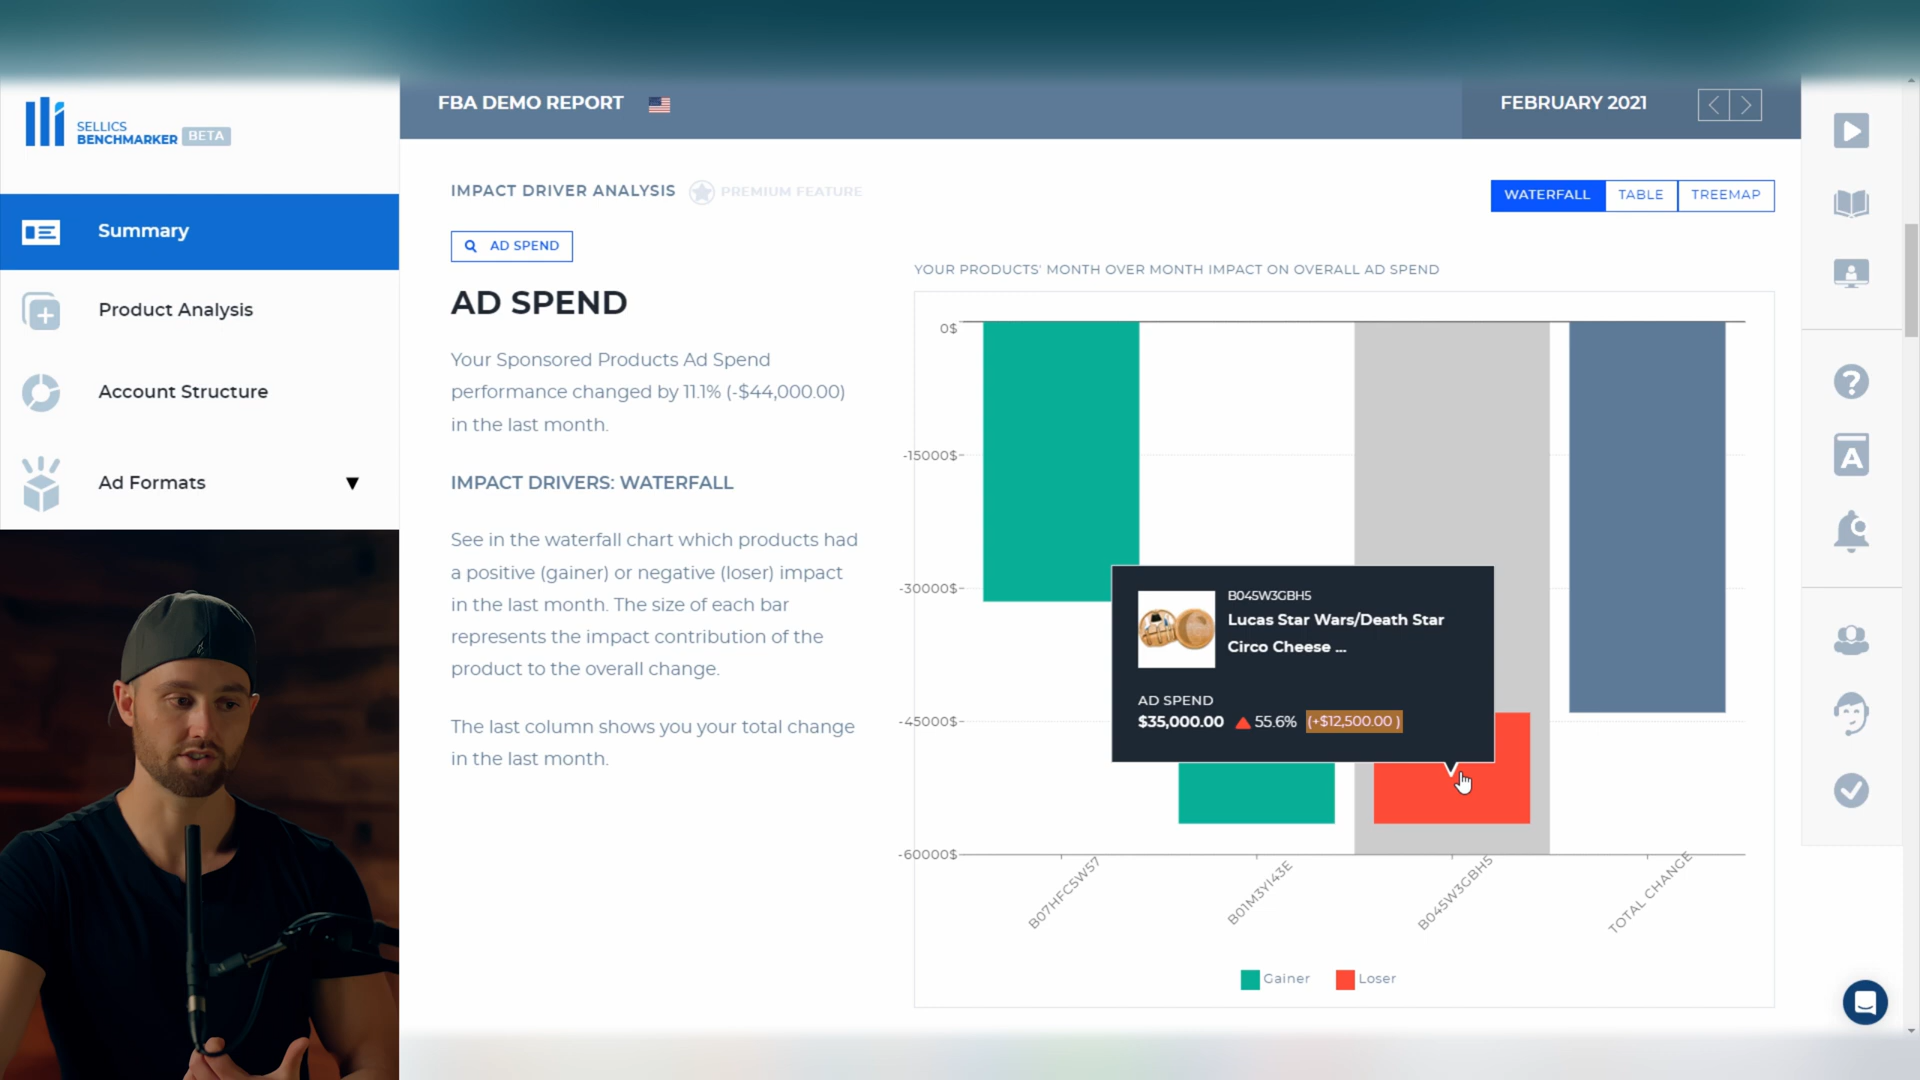 SELLICS
BENCHMARKER BETA
Summary
Product Analysis
Account Structure
Ad Formats
FBA DEMO REPORT
FEBRUARY 2021
IMPACT DRIVER ANALYSIS PREMIUM FEATURE
WATERFALL TABLE TREEMAP
AD SPEND
AD SPEND
Your Sponsored Products Ad Spend
performance changed by 11.1% (-$44,000.00)
in the last month.
IMPACT DRIVERS: WATERFALL
See in the waterfall chart which products had
a positive (gainer) or negative (loser) impact
in the last month. The size of each bar
represents the impact contribution of the
product to the overall change.
The last column shows you your total change
in the last month.
YOUR PRODUCTS' MONTH OVER MONTH IMPACT ON OVERALL AD SPEND
0$
-15000$
-30000$
-45000$
-60000$
B045W3GBH5
Lucas Star Wars/Death Star
Circo Cheese ...
AD SPEND
$35,000.00 ▲ 55.6% (+$12,500.00 )
B07HFC5W57
B01M3YI43E
B045W3GBH5
TOTAL CHANGE
Gainer Loser
A